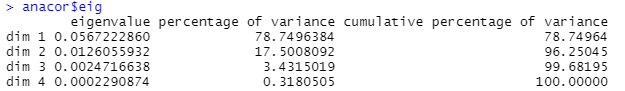 > anacor$eig
eigenvalue percentage of variance cumulative percentage of variance
dim 1 0.0567222860 78.7496384 78.74964
dim 2 0.0126055932 17.5008092 96.25045
dim 3 0.0024716638 3.4315019 99.68195
dim 4 0.0002290874 0.3180505 100.00000